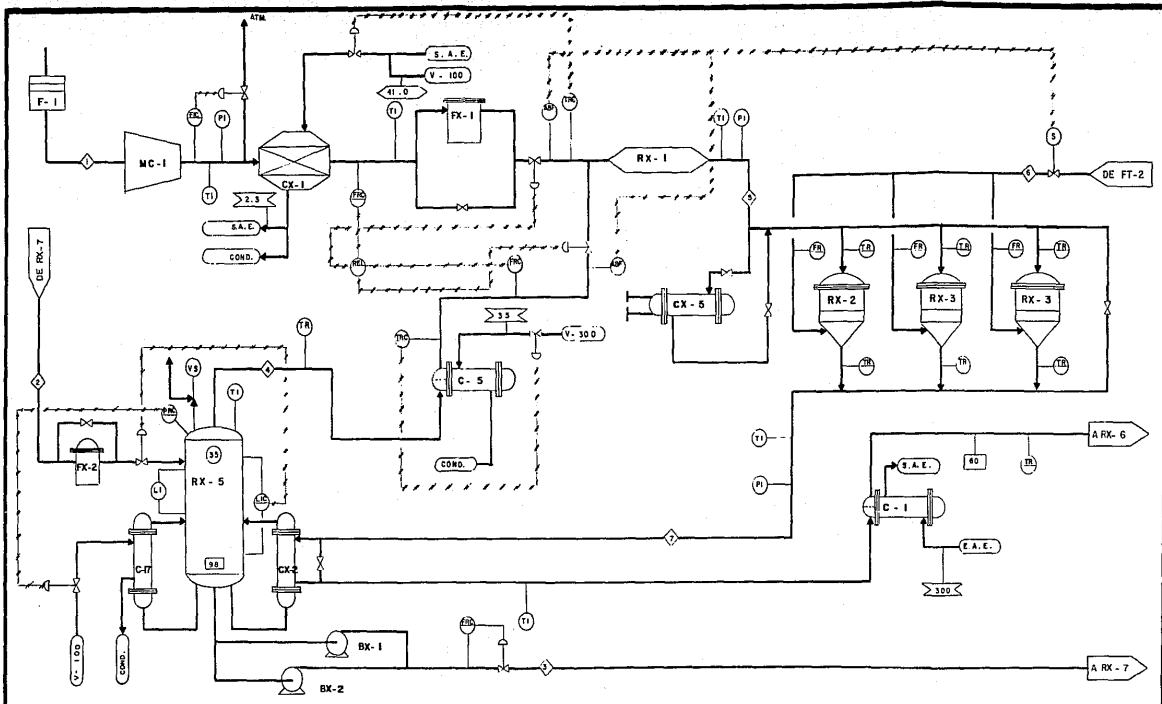 ATM.
F-1
FRC
PI
TI
MC-1
1
S.A.E.
V-100
41.0
CX-1
2.3
S.A.E.
COND.
TI
FX-1
FRC
TRC
RX-1
TI
PI
5
S
6
DE FT-2
DE RX-7
FRC
TRC
35
V-300
C-5
COND.
CX-5
FR
TR
FR
TR
FR
TR
RX-2
RX-3
RX-3
TR
TR
TR
2
VS
TI
4
TR
FX-2
35
RX-5
LI
LIC
98
C-17
CX-2
V-100
COND.
TI
PI
7
S.A.E.
C-1
60
TR
A RX-6
E.A.E.
300
TI
BX-1
BX-2
FRC
3
A RX-7